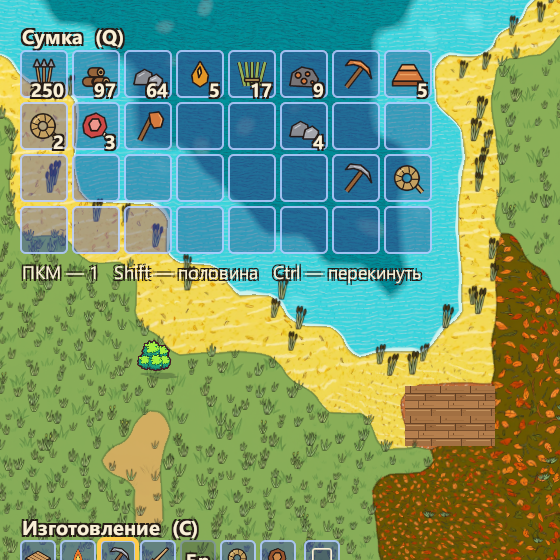 Сумка (Q)
250 97 64 5 17 9 5
2 3 4
ПКМ — 1 Shift — половина Ctrl — перекинуть
Изготовление (C)